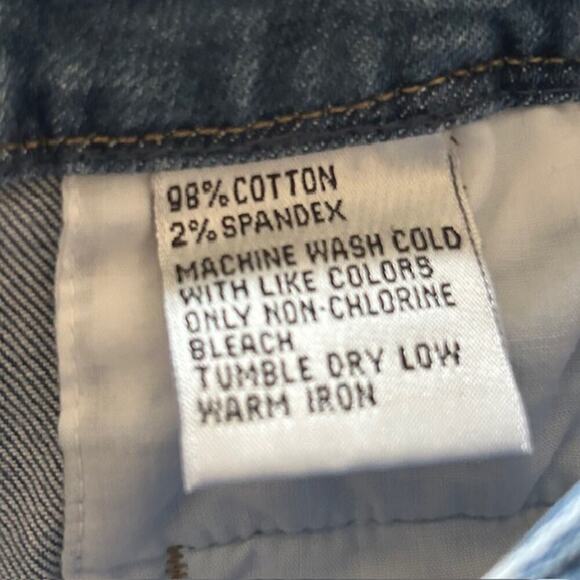 98% COTTON
2% SPANDEX
MACHINE WASH COLD
WITH LIKE COLORS
ONLY NON-CHLORINE
BLEACH
TUMBLE DRY LOW
WARM IRON